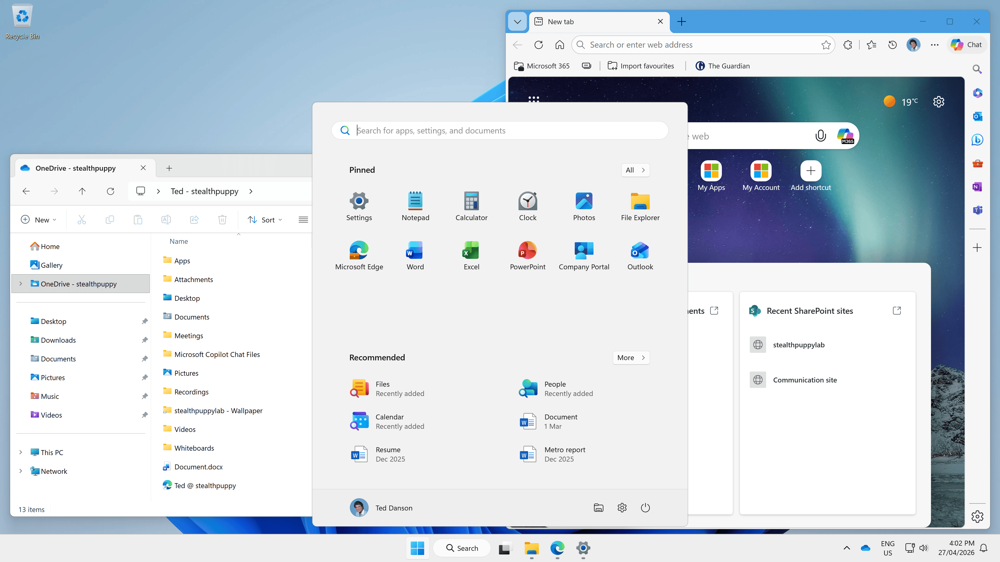 Recycle Bin
New tab
Search or enter web address
Chat
Microsoft 365
Import favourites
The Guardian
19°C
web
M365
My Apps
My Account
Add shortcut
Recent SharePoint sites
stealthpuppylab
Communication site
OneDrive - stealthpuppy
Ted - stealthpuppy
New
Sort
Home
Gallery
OneDrive - stealthpuppy
Desktop
Downloads
Documents
Pictures
Music
Videos
This PC
Network
Name
Apps
Attachments
Desktop
Documents
Meetings
Microsoft Copilot Chat Files
Pictures
Recordings
stealthpuppylab - Wallpaper
Videos
Whiteboards
Document.docx
Ted @ stealthpuppy
13 items
Search for apps, settings, and documents
Pinned
All
Settings
Notepad
Calculator
Clock
Photos
File Explorer
Microsoft Edge
Word
Excel
PowerPoint
Company Portal
Outlook
Recommended
More
Files
Recently added
People
Recently added
Calendar
Recently added
Document
1 Mar
Resume
Dec 2025
Metro report
Dec 2025
Ted Danson
Search
ENG
US
4:02 PM
27/04/2026